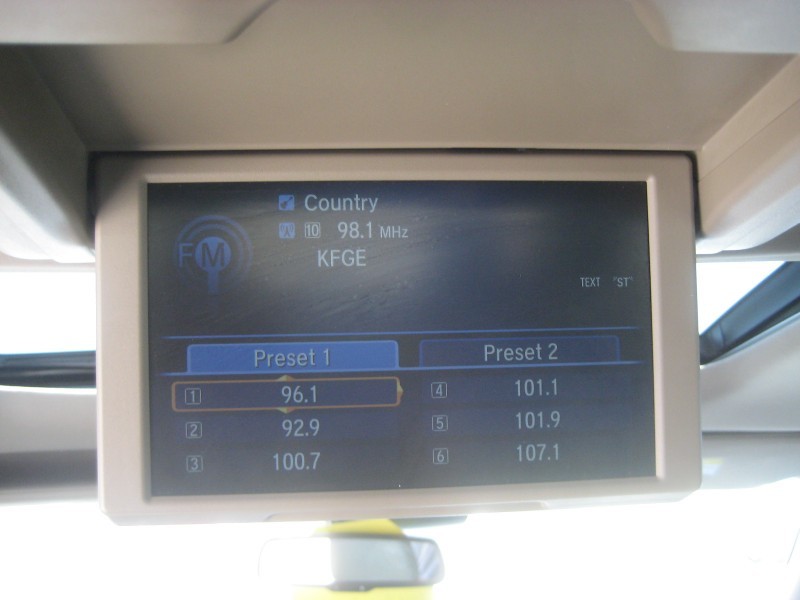 Country
FM
10 98.1 MHz
KFGE
TEXT "ST"
Preset 1 Preset 2
1 96.1 4 101.1
2 92.9 5 101.9
3 100.7 6 107.1